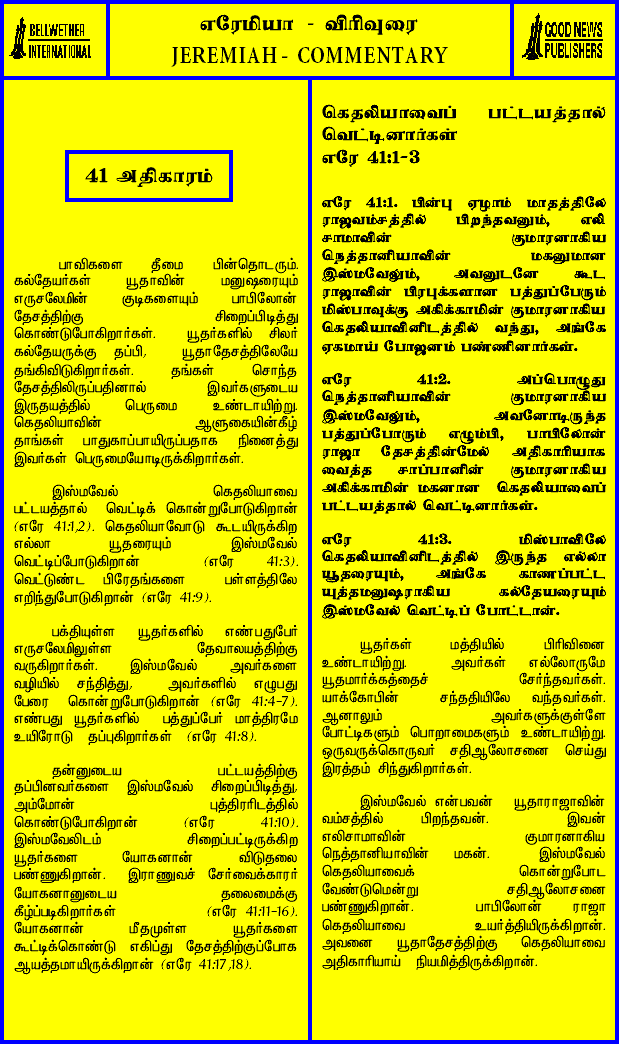 BELLWETHER
INTERNATIONAL
எரேமியா - விரிவுரை
JEREMIAH - COMMENTARY
GOOD NEWS
PUBLISHERS
41 அதிகாரம்
பாவிகளை தீமை பின்தொடரும்.
கல்தேயர்கள் யூதாவின் மனுஷரையும்
எருசலேமின் குடிகளையும் பாபிலோன்
தேசத்திற்கு சிறைப்பிடித்து
கொண்டுபோகிறார்கள். யூதர்களில் சிலர்
கல்தேயருக்கு தப்பி, யூதாதேசத்திலேயே
தங்கிவிடுகிறார்கள். தங்கள் சொந்த
தேசத்திலிருப்பதினால் இவர்களுடைய
இருதயத்தில் பெருமை உண்டாயிற்று.
கெதலியாவின் ஆளுகையின்கீழ்
தாங்கள் பாதுகாப்பாயிருப்பதாக நினைத்து
இவர்கள் பெருமையோடிருக்கிறார்கள்.
இஸ்மவேல் கெதலியாவை
பட்டயத்தால் வெட்டிக் கொன்றுபோடுகிறான்
(எரே 41:1,2). கெதலியாவோடு கூடயிருக்கிற
எல்லா யூதரையும் இஸ்மவேல்
வெட்டிப்போடுகிறான் (எரே 41:3).
வெட்டுண்ட பிரேதங்களை பள்ளத்திலே
எறிந்துபோடுகிறான் (எரே 41:9).
பக்தியுள்ள யூதர்களில் எண்பதுபேர்
எருசலேமிலுள்ள தேவாலயத்திற்கு
வருகிறார்கள். இஸ்மவேல் அவர்களை
வழியில் சந்தித்து, அவர்களில் எழுபது
பேரை கொன்றுபோடுகிறான் (எரே 41:4-7).
எண்பது யூதர்களில் பத்துப்பேர் மாத்திரமே
உயிரோடு தப்புகிறார்கள் (எரே 41:8).
தன்னுடைய பட்டயத்திற்கு
தப்பினவர்களை இஸ்மவேல் சிறைப்பிடித்து,
அம்மோன் புத்திரரிடத்தில்
கொண்டுபோகிறான் (எரே 41:10).
இஸ்மவேலிடம் சிறைப்பட்டிருக்கிற
யூதர்களை யோகனான் விடுதலை
பண்ணுகிறான். இராணுவச் சேர்வைக்காரர்
யோகனானுடைய தலைமைக்கு
கீழ்ப்படிகிறார்கள் (எரே 41:11-16).
யோகனான் மீதமுள்ள யூதர்களை
கூட்டிக்கொண்டு எகிப்து தேசத்திற்குப்போக
ஆயத்தமாயிருக்கிறான் (எரே 41:17,18).
கெதலியாவைப் பட்டயத்தால்
வெட்டினார்கள்
எரே 41:1-3
எரே 41:1. பின்பு ஏழாம் மாதத்திலே
ராஜவம்சத்தில் பிறந்தவனும், எலி
சாமாவின் குமாரனாகிய
நெத்தானியாவின் மகனுமான
இஸ்மவேலும், அவனுடனே கூட
ராஜாவின் பிரபுக்களான பத்துப்பேரும்
மிஸ்பாவுக்கு அகிக்காமின் குமாரனாகிய
கெதலியாவினிடத்தில் வந்து, அங்கே
ஏகமாய் போஜனம் பண்ணினார்கள்.
எரே 41:2. அப்பொழுது
நெத்தானியாவின் குமாரனாகிய
இஸ்மவேலும், அவனோடிருந்த
பத்துப்போரும் எழும்பி, பாபிலோன்
ராஜா தேசத்தின்மேல் அதிகாரியாக
வைத்த சாப்பானின் குமாரனாகிய
அகிக்காமின் மகனான கெதலியாவைப்
பட்டயத்தால் வெட்டினார்கள்.
எரே 41:3. மிஸ்பாவிலே
கெதலியாவினிடத்தில் இருந்த எல்லா
யூதரையும், அங்கே காணப்பட்ட
யுத்தமனுஷராகிய கல்தேயரையும்
இஸ்மவேல் வெட்டிப் போட்டான்.
யூதர்கள் மத்தியில் பிரிவினை
உண்டாயிற்று. அவர்கள் எல்லோருமே
யூதமார்க்கத்தைச் சேர்ந்தவர்கள்.
யாக்கோபின் சந்ததியிலே வந்தவர்கள்.
ஆனாலும் அவர்களுக்குள்ளே
போட்டிகளும் பொறாமைகளும் உண்டாயிற்று.
ஒருவருக்கொருவர் சதிஆலோசனை செய்து
இரத்தம் சிந்துகிறார்கள்.
இஸ்மவேல் என்பவன் யூதாராஜாவின்
வம்சத்தில் பிறந்தவன். இவன்
எலிசாமாவின் குமாரனாகிய
நெத்தானியாவின் மகன். இஸ்மவேல்
கெதலியாவைக் கொன்றுபோட
வேண்டுமென்று சதிஆலோசனை
பண்ணுகிறான். பாபிலோன் ராஜா
கெதலியாவை உயர்த்தியிருக்கிறான்.
அவனை யூதாதேசத்திற்கு கெதலியாவை
அதிகாரியாய் நியமித்திருக்கிறான்.